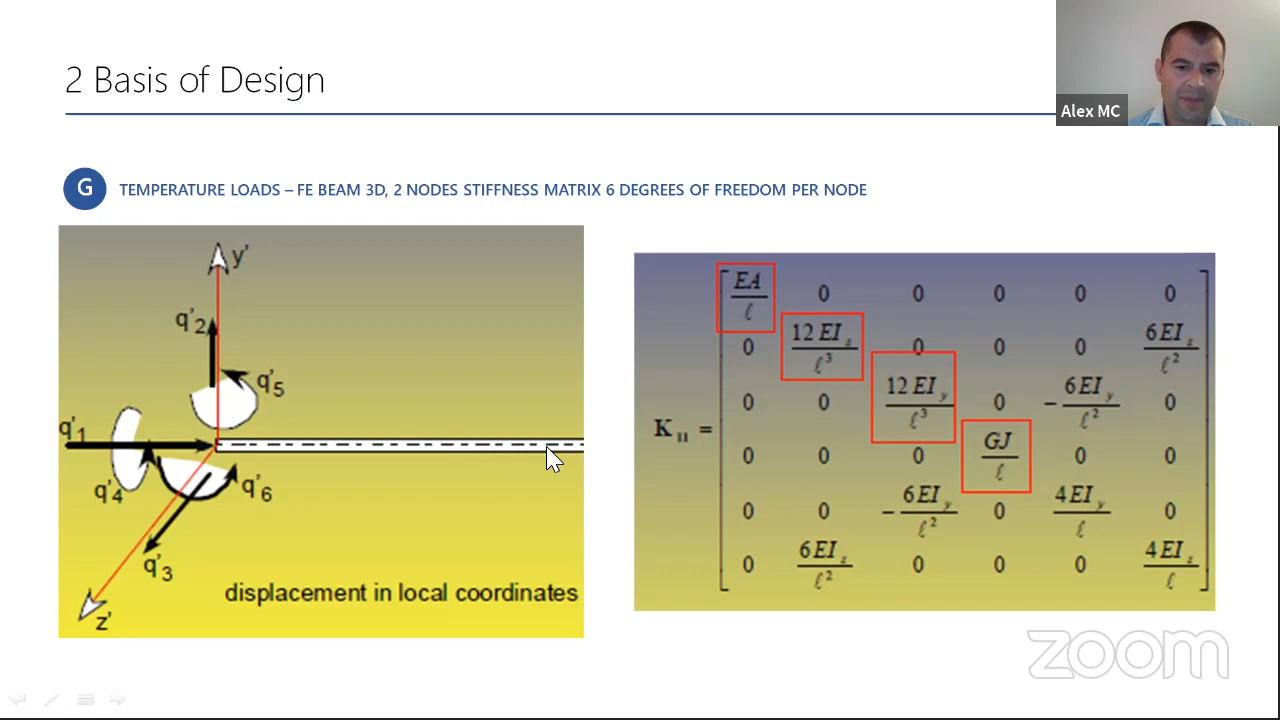 2 Basis of Design
Alex MC
G
TEMPERATURE LOADS – FE BEAM 3D, 2 NODES STIFFNESS MATRIX 6 DEGREES OF FREEDOM PER NODE
y'
q'2
q'5
q'1
q'4
q'6
q'3
z'
displacement in local coordinates
K11 =
EA/ℓ 0 0 0 0 0
0 12EIz/ℓ³ 0 0 0 6EIz/ℓ²
0 0 12EIy/ℓ³ 0 −6EIy/ℓ² 0
0 0 0 GJ/ℓ 0 0
0 0 −6EIy/ℓ² 0 4EIy/ℓ 0
0 6EIz/ℓ² 0 0 0 4EIz/ℓ
zoom